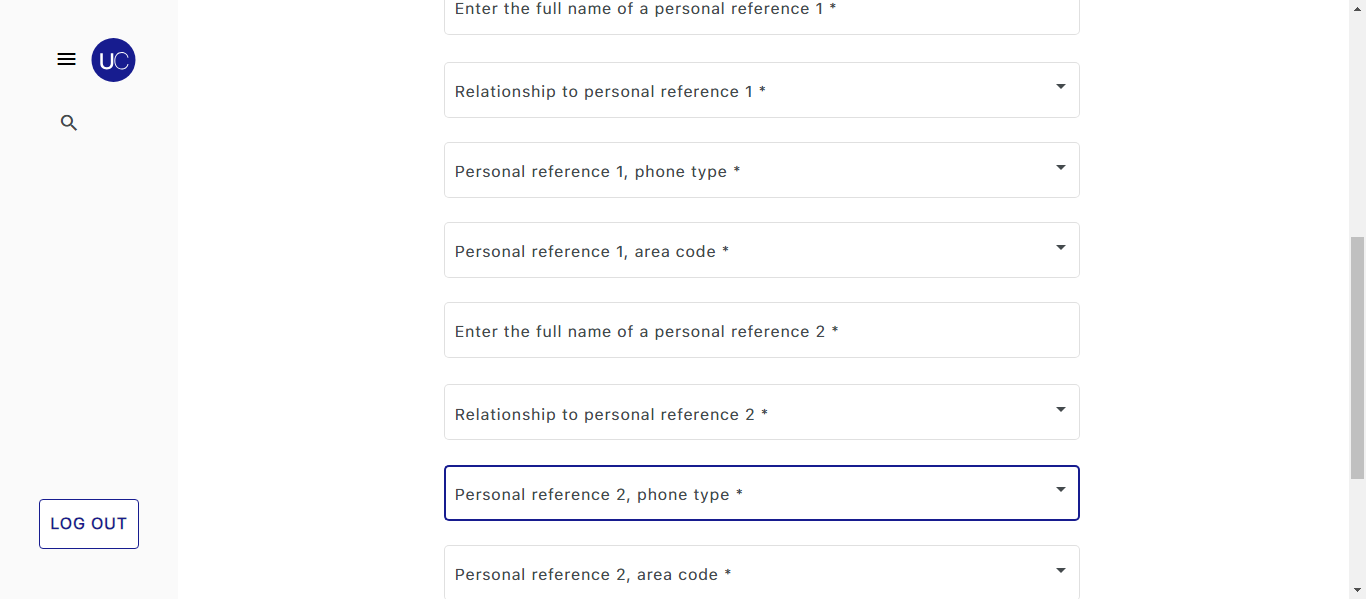 Enter the full name of a personal reference 1 *
UC
Relationship to personal reference 1 *
Personal reference 1, phone type *
Personal reference 1, area code *
Enter the full name of a personal reference 2 *
Relationship to personal reference 2 *
Personal reference 2, phone type *
LOG OUT
Personal reference 2, area code *